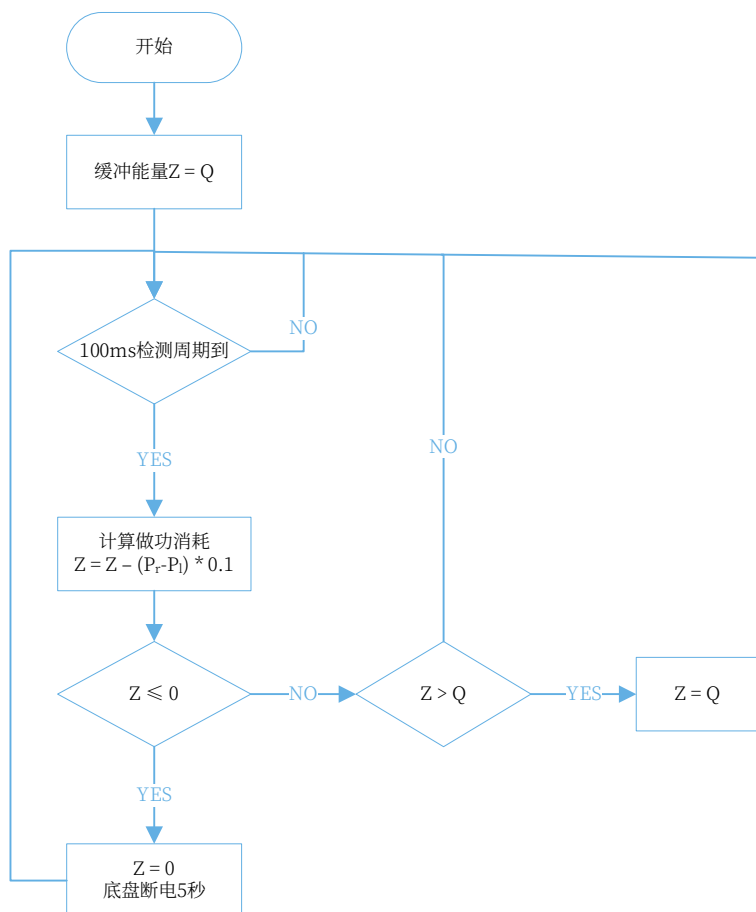 开始
缓冲能量Z = Q
100ms检测周期到
NO
YES
NO
计算做功消耗
Z = Z – (Pr-Pl) * 0.1
Z ≤ 0
NO
Z > Q
YES
Z = Q
YES
Z = 0
底盘断电5秒